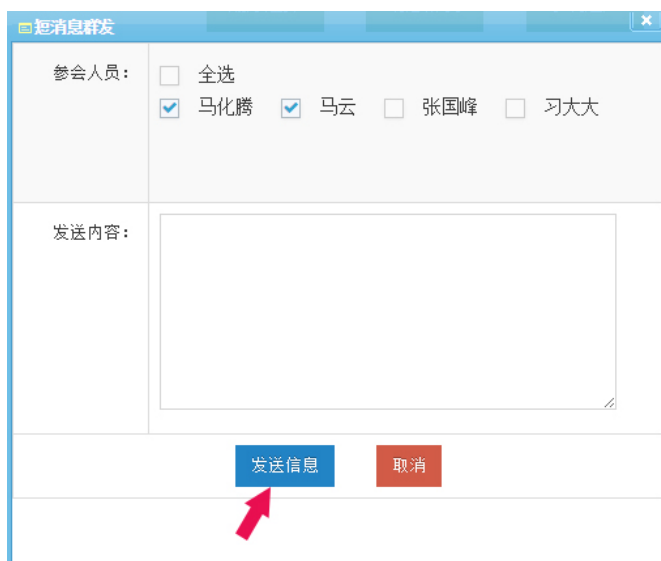 短消息群发
参会人员：
全选
马化腾 马云 张国峰 习大大
发送内容：
发送信息 取消